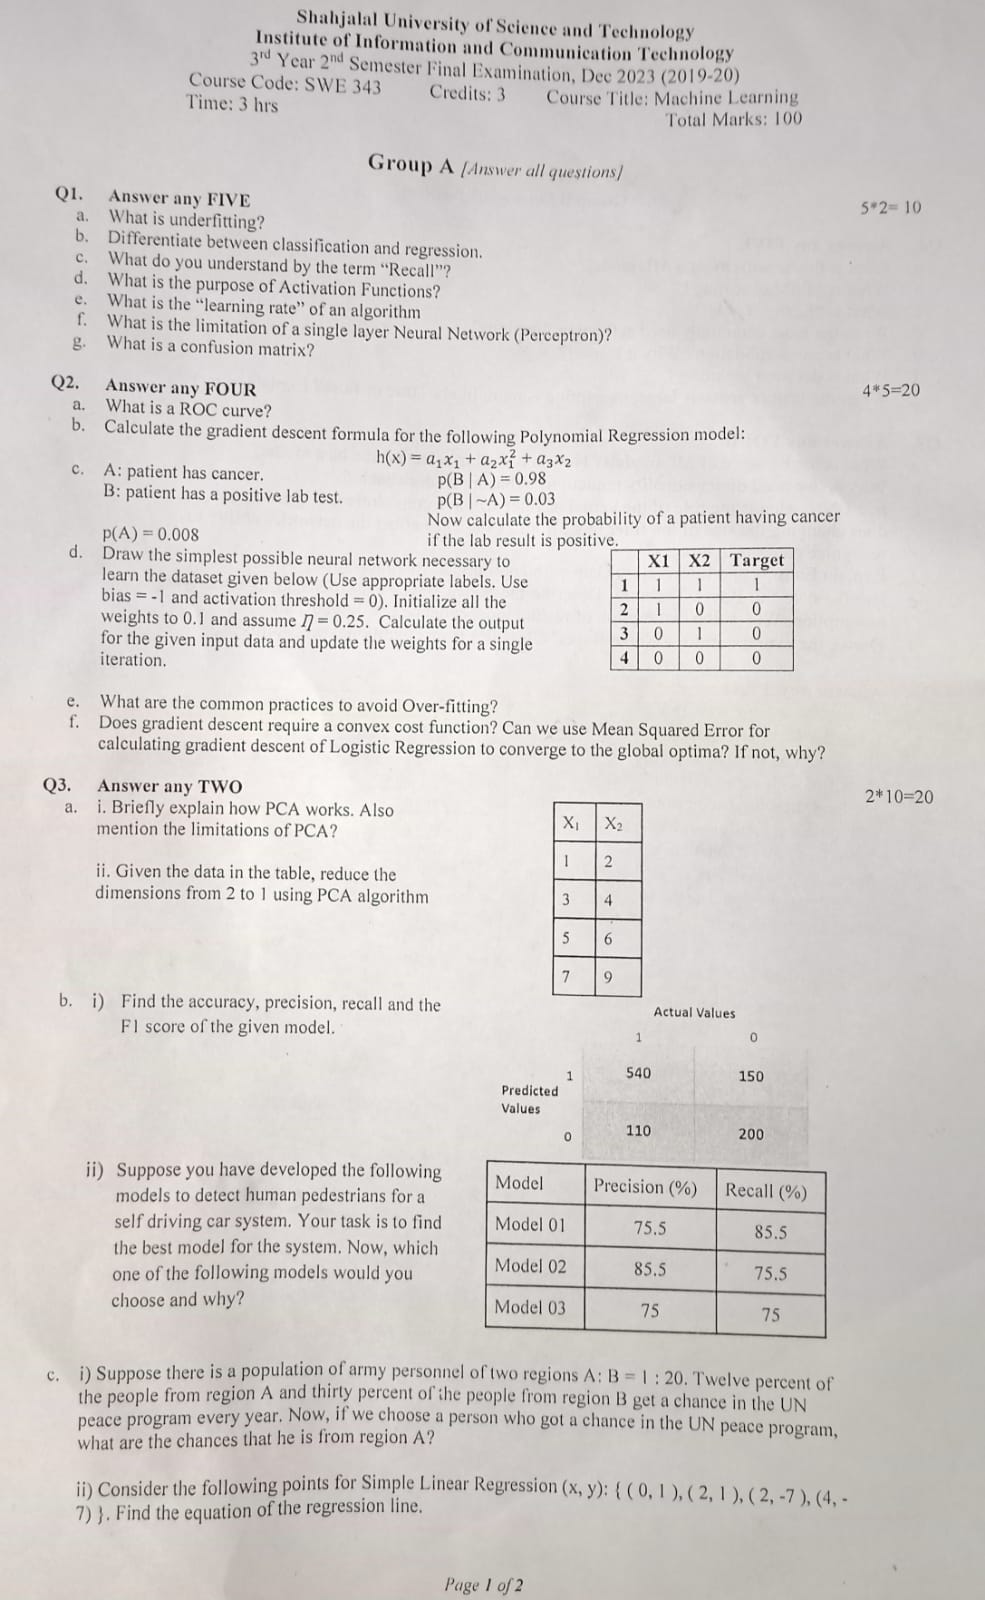 Shahjalal University of Science and Technology
Institute of Information and Communication Technology
3rd Year 2nd Semester Final Examination, Dec 2023 (2019-20)
Course Code: SWE 343 Credits: 3 Course Title: Machine Learning
Time: 3 hrs Total Marks: 100
Group A [Answer all questions]
Q1. Answer any FIVE 5*2= 10
a. What is underfitting?
b. Differentiate between classification and regression.
c. What do you understand by the term “Recall”?
d. What is the purpose of Activation Functions?
e. What is the “learning rate” of an algorithm
f. What is the limitation of a single layer Neural Network (Perceptron)?
g. What is a confusion matrix?
Q2. Answer any FOUR 4*5=20
a. What is a ROC curve?
b. Calculate the gradient descent formula for the following Polynomial Regression model:
h(x) = a₁x₁ + a₂x₁² + a₃x₂
c. A: patient has cancer. p(B | A) = 0.98
B: patient has a positive lab test. p(B | ~A) = 0.03
Now calculate the probability of a patient having cancer
p(A) = 0.008 if the lab result is positive.
d. Draw the simplest possible neural network necessary to
learn the dataset given below (Use appropriate labels. Use
bias = -1 and activation threshold = 0). Initialize all the
weights to 0.1 and assume η = 0.25. Calculate the output
for the given input data and update the weights for a single
iteration.
X1 X2 Target
1 1 1 1
2 1 0 0
3 0 1 0
4 0 0 0
e. What are the common practices to avoid Over-fitting?
f. Does gradient descent require a convex cost function? Can we use Mean Squared Error for
calculating gradient descent of Logistic Regression to converge to the global optima? If not, why?
Q3. Answer any TWO 2*10=20
a. i. Briefly explain how PCA works. Also
mention the limitations of PCA?
ii. Given the data in the table, reduce the
dimensions from 2 to 1 using PCA algorithm
X₁ X₂
1 2
3 4
5 6
7 9
b. i) Find the accuracy, precision, recall and the
F1 score of the given model.
Actual Values
1 0
Predicted
Values
1 540 150
0 110 200
ii) Suppose you have developed the following
models to detect human pedestrians for a
self driving car system. Your task is to find
the best model for the system. Now, which
one of the following models would you
choose and why?
Model Precision (%) Recall (%)
Model 01 75.5 85.5
Model 02 85.5 75.5
Model 03 75 75
c. i) Suppose there is a population of army personnel of two regions A: B = 1 : 20. Twelve percent of
the people from region A and thirty percent of the people from region B get a chance in the UN
peace program every year. Now, if we choose a person who got a chance in the UN peace program,
what are the chances that he is from region A?
ii) Consider the following points for Simple Linear Regression (x, y): { ( 0, 1 ), ( 2, 1 ), ( 2, -7 ), (4, -
7) }. Find the equation of the regression line.
Page 1 of 2